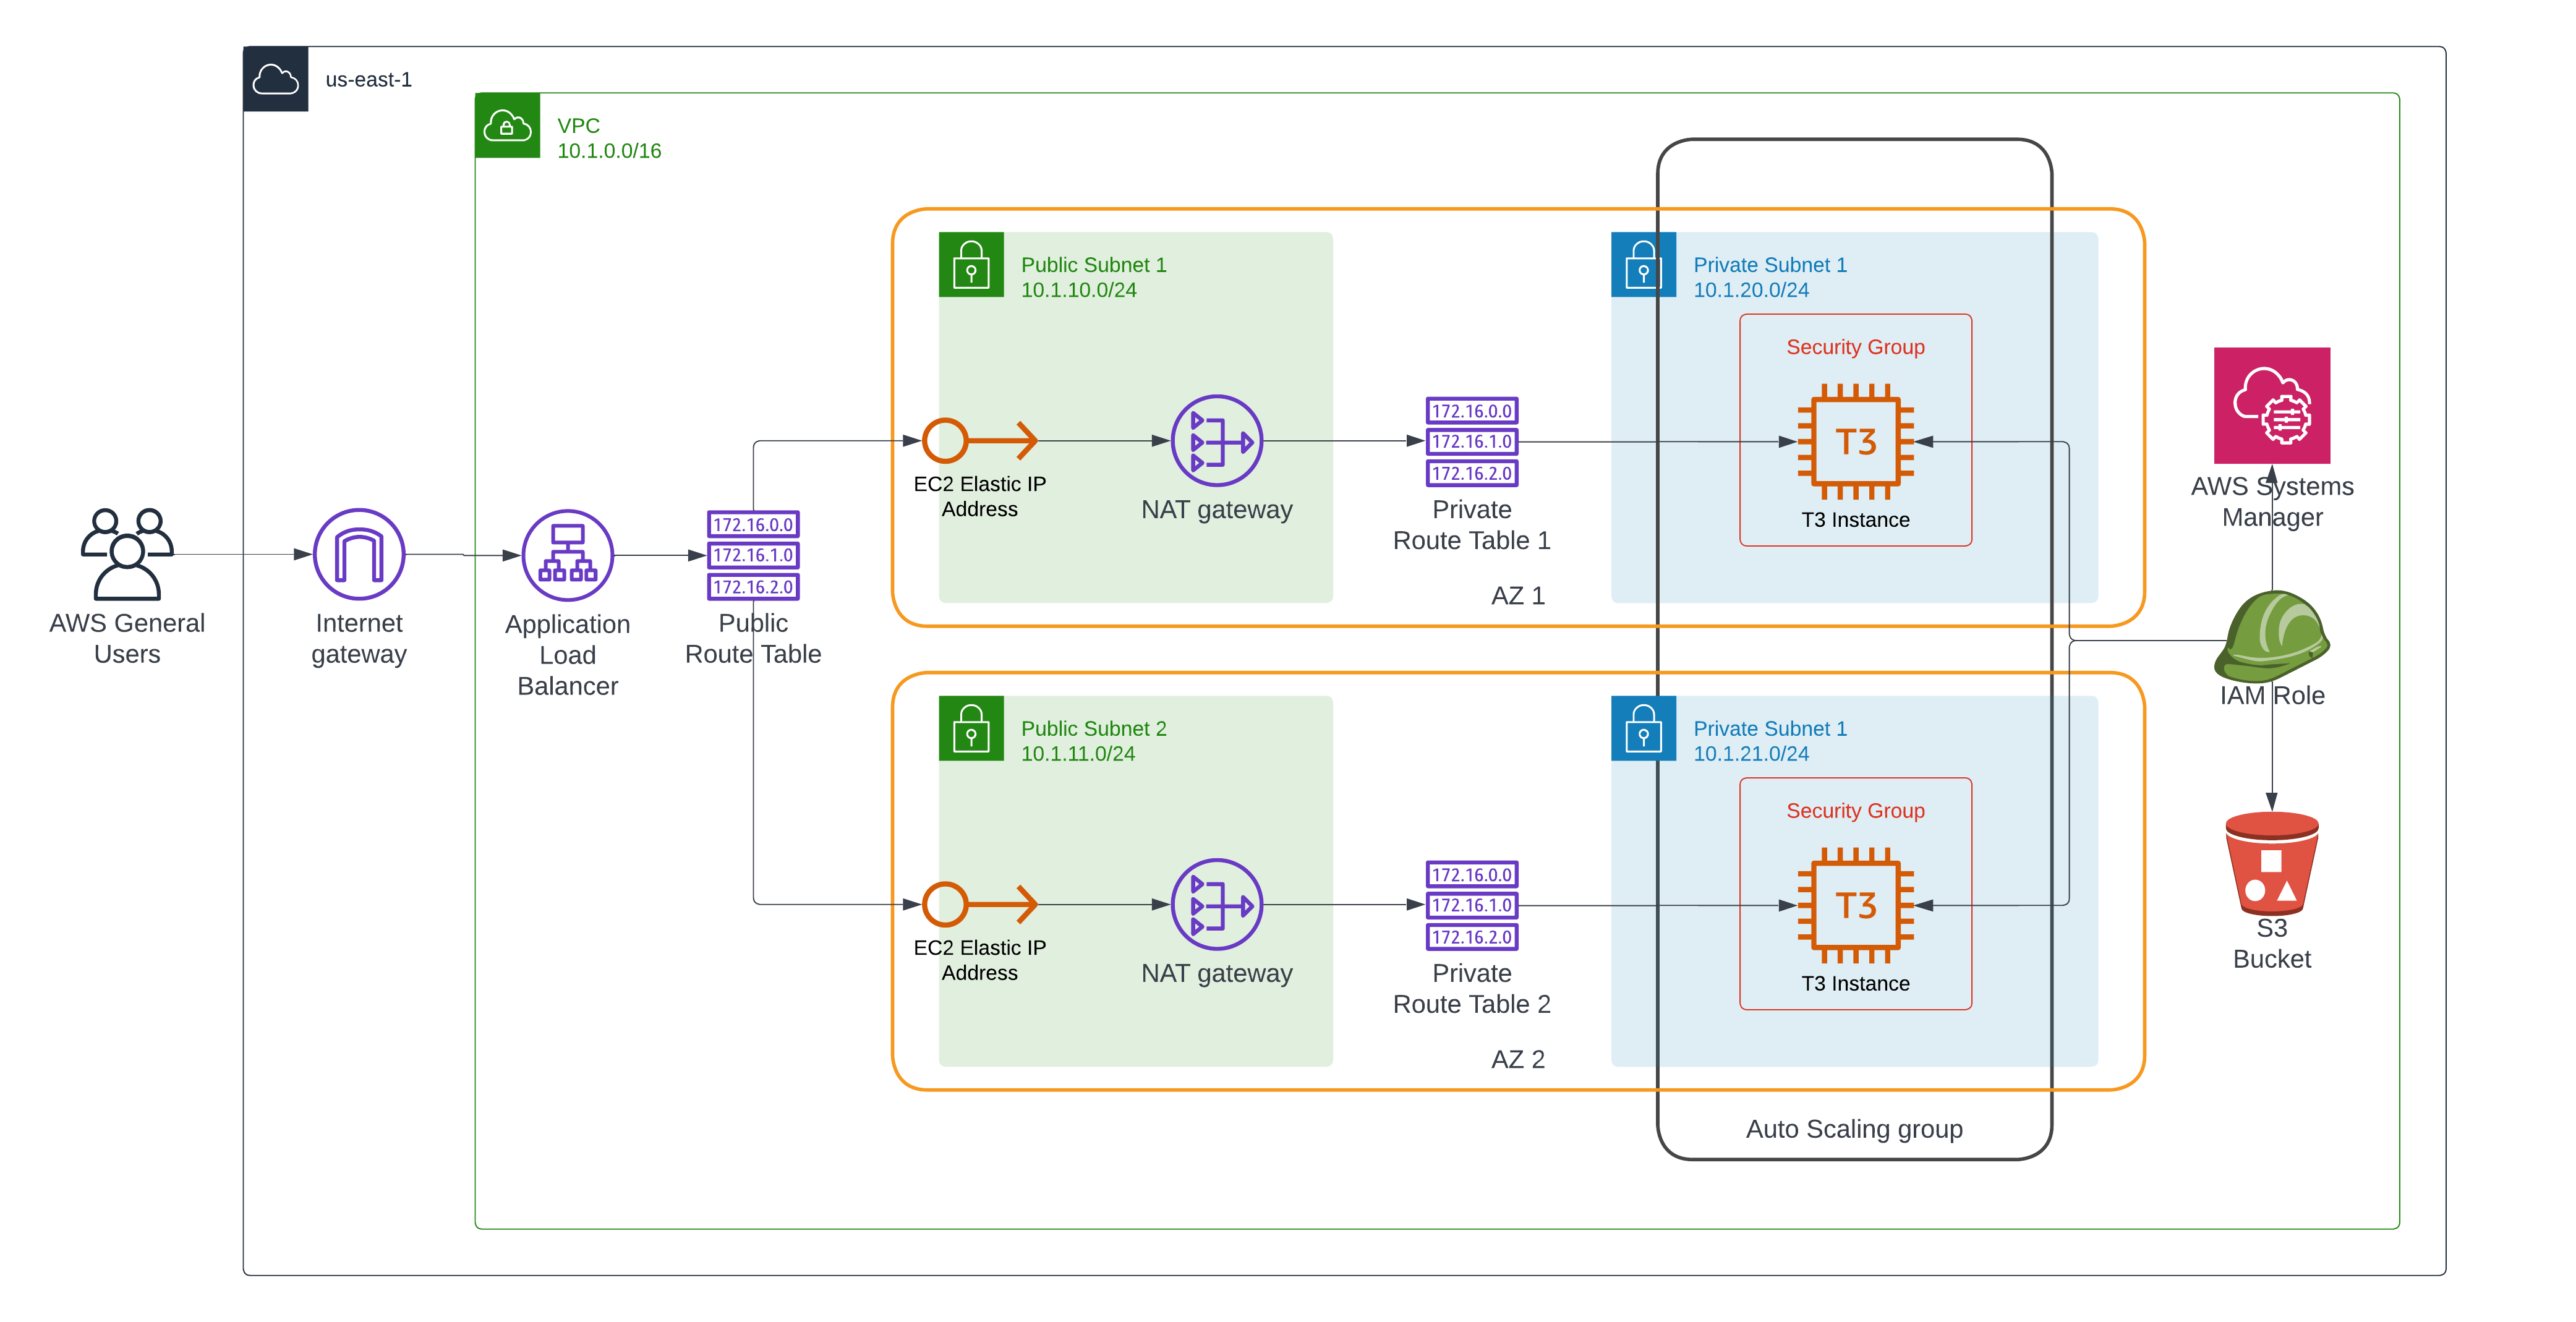 us-east-1
VPC
10.1.0.0/16
Public Subnet 1
10.1.10.0/24
Private Subnet 1
10.1.20.0/24
Security Group
T3
T3 Instance
172.16.0.0
172.16.1.0
172.16.2.0
Private
Route Table 1
EC2 Elastic IP
Address
NAT gateway
AZ 1
AWS Systems
Manager
AWS General
Users
Internet
gateway
Application
Load
Balancer
172.16.0.0
172.16.1.0
172.16.2.0
Public
Route Table
IAM Role
Public Subnet 2
10.1.11.0/24
Private Subnet 1
10.1.21.0/24
Security Group
T3
T3 Instance
172.16.0.0
172.16.1.0
172.16.2.0
Private
Route Table 2
EC2 Elastic IP
Address
NAT gateway
AZ 2
S3
Bucket
Auto Scaling group